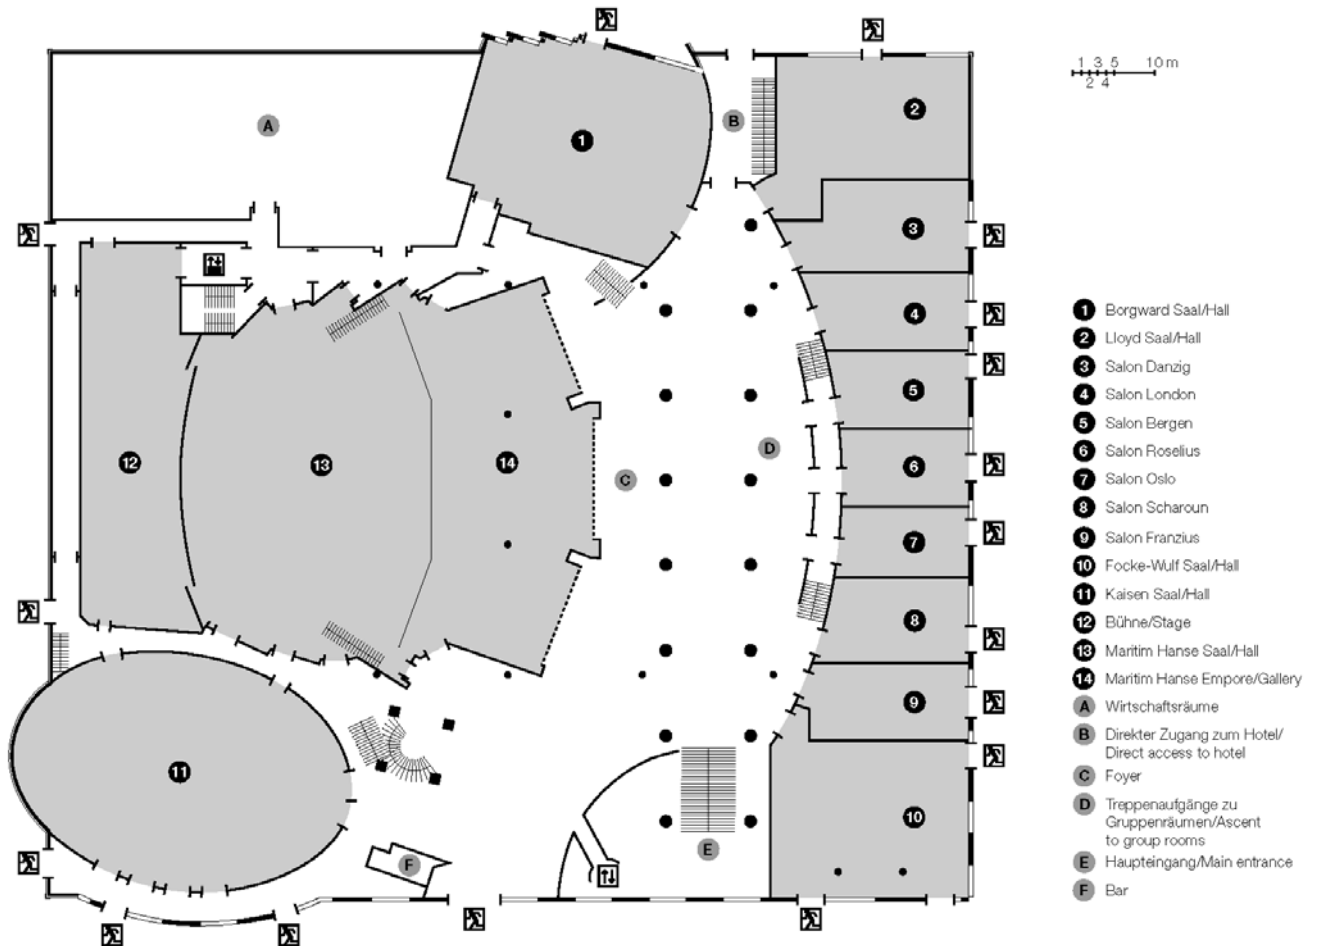 1 3 5 10 m
2 4
A
B
1
2
3
4
5
6
7
8
9
10
11
12
13
14
C
D
E
F
1 Borgward Saal/Hall
2 Lloyd Saal/Hall
3 Salon Danzig
4 Salon London
5 Salon Bergen
6 Salon Roselius
7 Salon Oslo
8 Salon Scharoun
9 Salon Franzius
10 Focke-Wulf Saal/Hall
11 Kaisen Saal/Hall
12 Bühne/Stage
13 Maritim Hanse Saal/Hall
14 Maritim Hanse Empore/Gallery
A Wirtschaftsräume
B Direkter Zugang zum Hotel/
Direct access to hotel
C Foyer
D Treppenaufgänge zu
Gruppenräumen/Ascent
to group rooms
E Haupteingang/Main entrance
F Bar